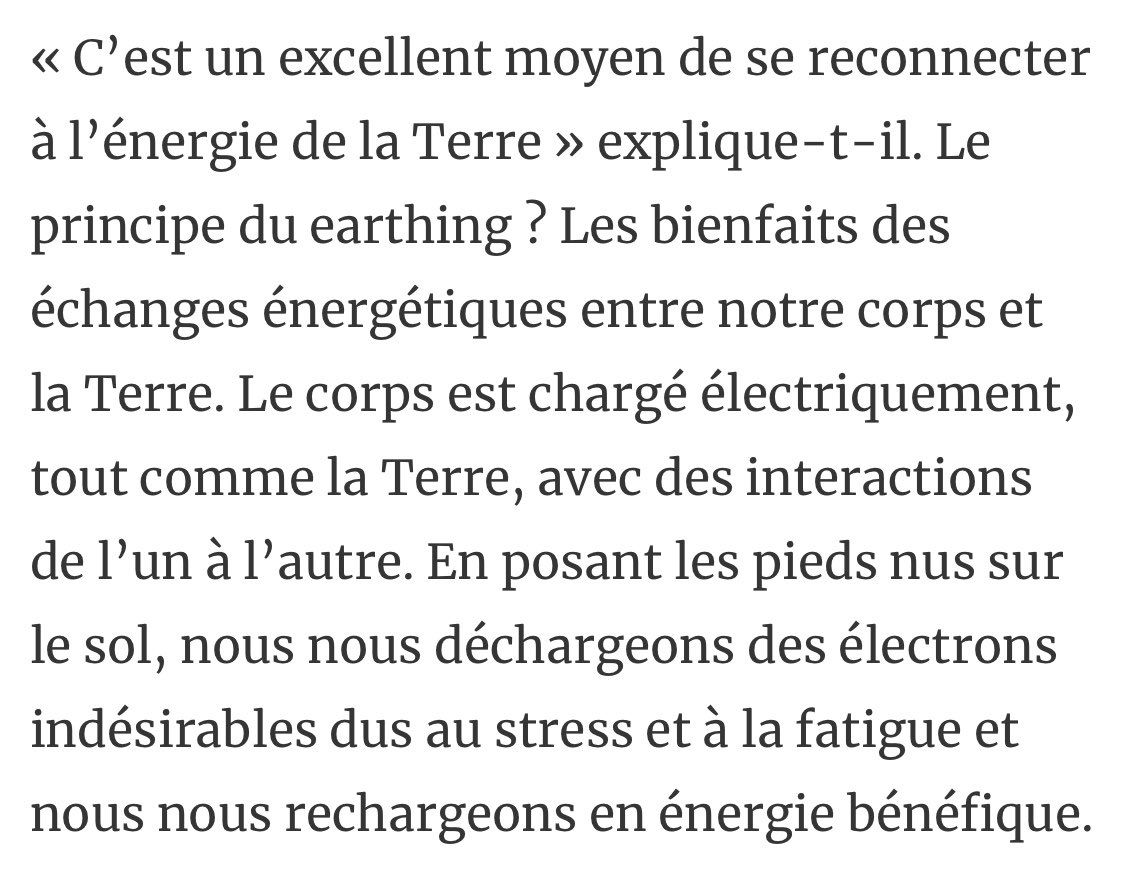 « C’est un excellent moyen de se reconnecter
à l’énergie de la Terre » explique-t-il. Le
principe du earthing ? Les bienfaits des
échanges énergétiques entre notre corps et
la Terre. Le corps est chargé électriquement,
tout comme la Terre, avec des interactions
de l’un à l’autre. En posant les pieds nus sur
le sol, nous nous déchargeons des électrons
indésirables dus au stress et à la fatigue et
nous nous rechargeons en énergie bénéfique.